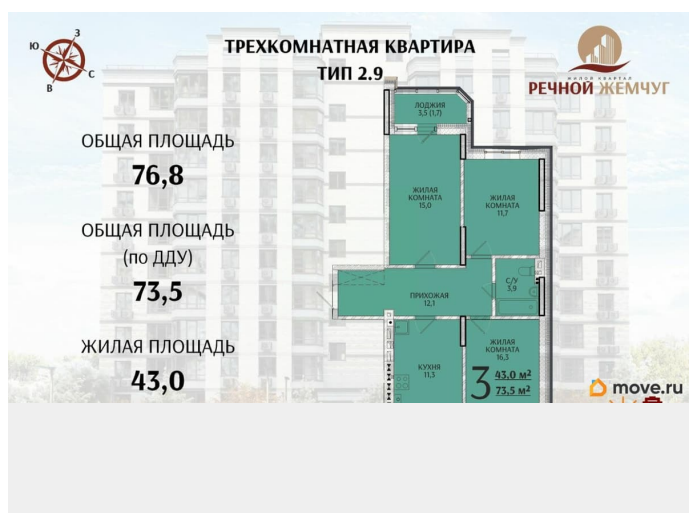 ТРЕХКОМНАТНАЯ КВАРТИРА
ТИП 2.9
З
Ю
С
В
ЖИЛОЙ КВАРТАЛ
РЕЧНОЙ ЖЕМЧУГ
ОБЩАЯ ПЛОЩАДЬ
76,8
ОБЩАЯ ПЛОЩАДЬ
(по ДДУ)
73,5
ЖИЛАЯ ПЛОЩАДЬ
43,0
ЛОДЖИЯ
3,5 (1,7)
ЖИЛАЯ
КОМНАТА
15,0
ЖИЛАЯ
КОМНАТА
11,7
С/У
3,9
ПРИХОЖАЯ
12,1
КУХНЯ
11,3
ЖИЛАЯ
КОМНАТА
16,3
3
43.0 м²
73,5 м²
move.ru